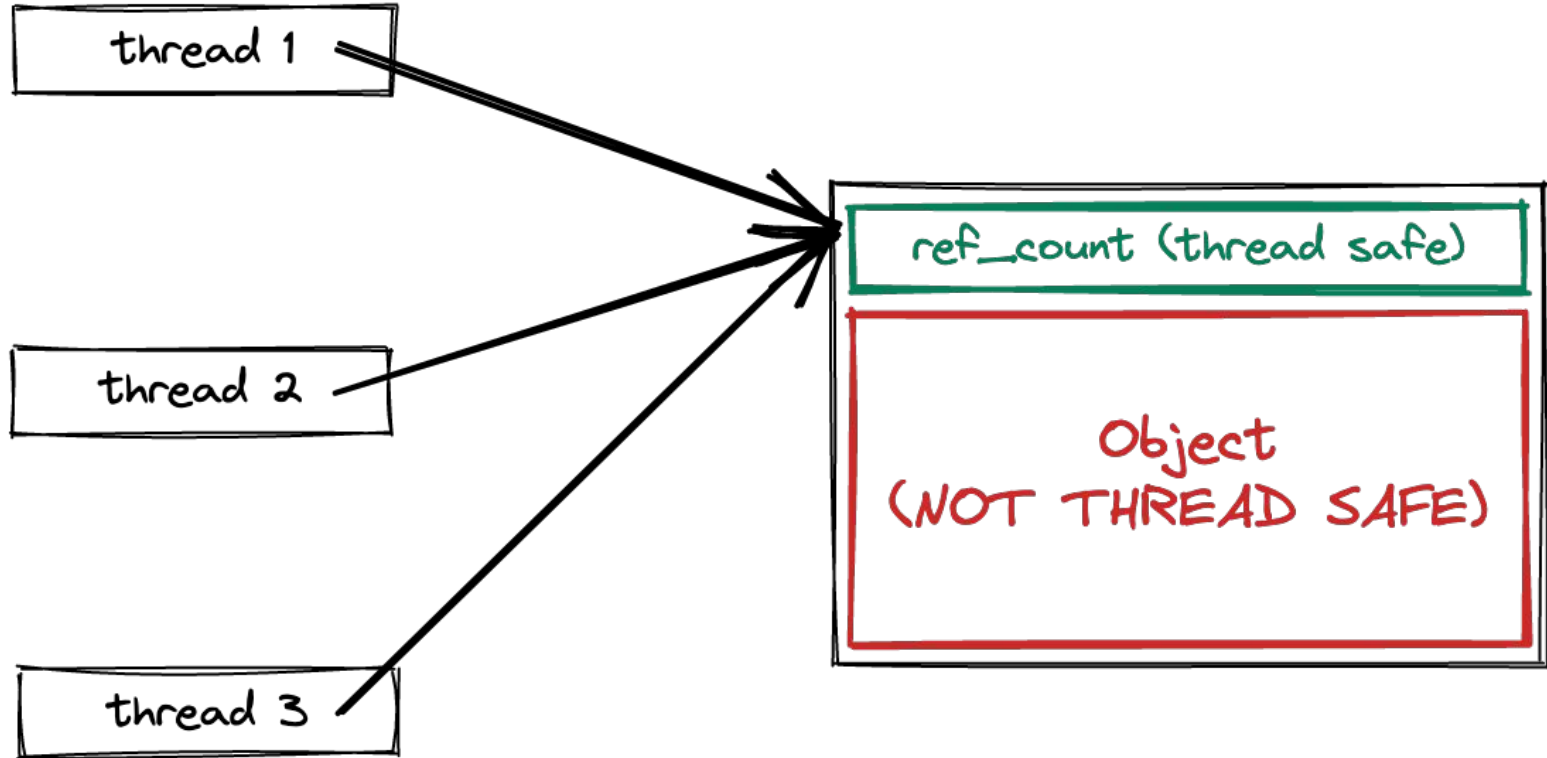 thread 1
ref_count (thread safe)
thread 2
Object
(NOT THREAD SAFE)
thread 3